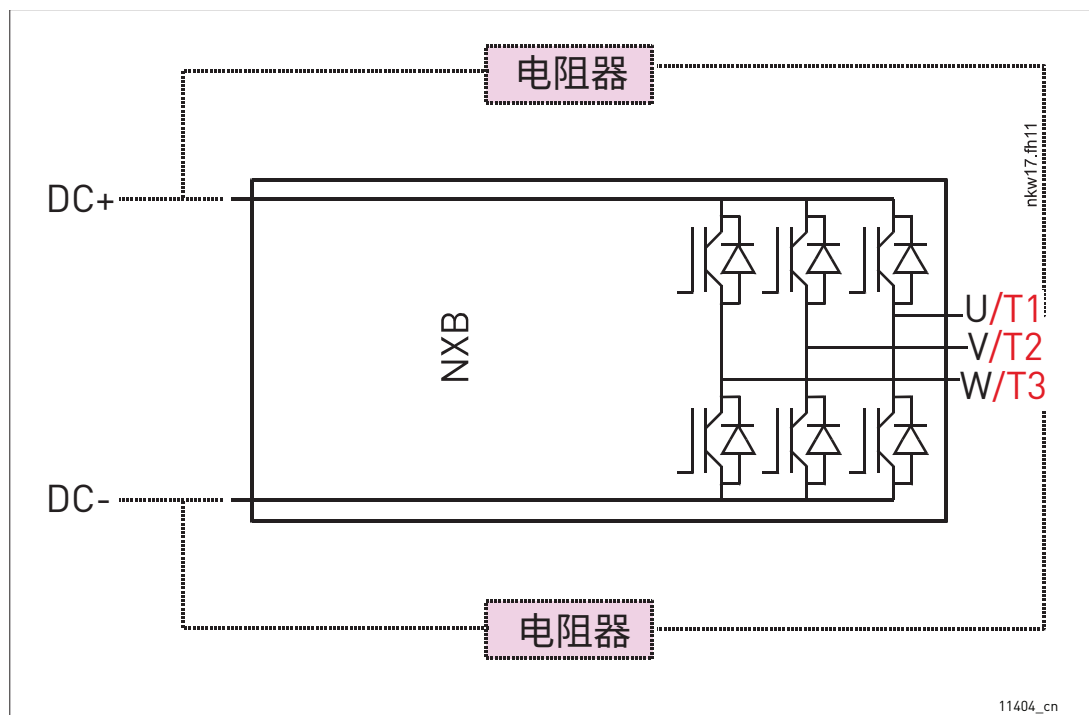 电阻器
nkw17.fh11
DC+
NXB
U/T1
V/T2
W/T3
DC-
电阻器
11404_cn